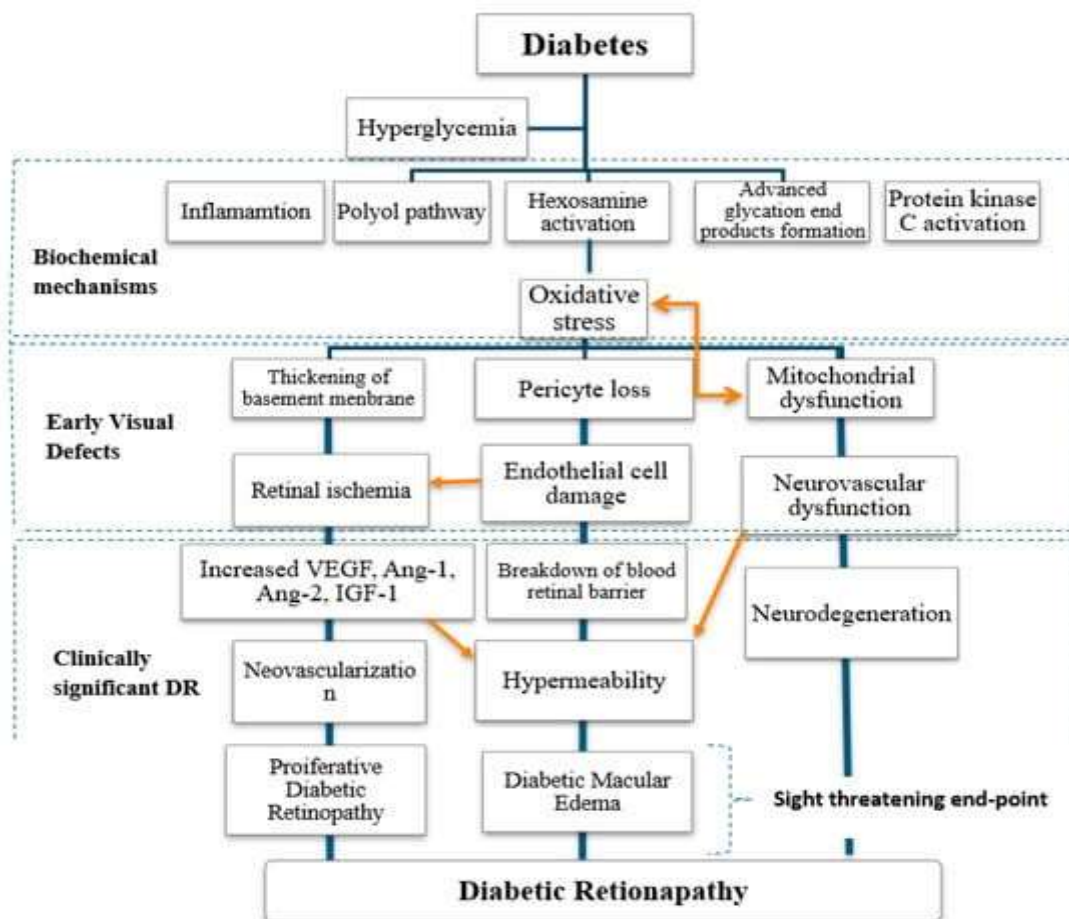 Diabetes
Hyperglycemia
Inflamamtion
Polyol pathway
Hexosamine
activation
Advanced
glycation end
products formation
Protein kinase
C activation
Biochemical
mechanisms
Oxidative
stress
Thickening of
basement menbrane
Pericyte loss
Mitochondrial
dysfunction
Early Visual
Defects
Retinal ischemia
Endothelial cell
damage
Neurovascular
dysfunction
Increased VEGF, Ang-1,
Ang-2, IGF-1
Breakdown of blood
retinal barrier
Neurodegeneration
Clinically
significant DR
Neovascularizatio
n
Hypermeability
Proiferative
Diabetic
Retinopathy
Diabetic Macular
Edema
Sight threatening end-point
Diabetic Retionapathy